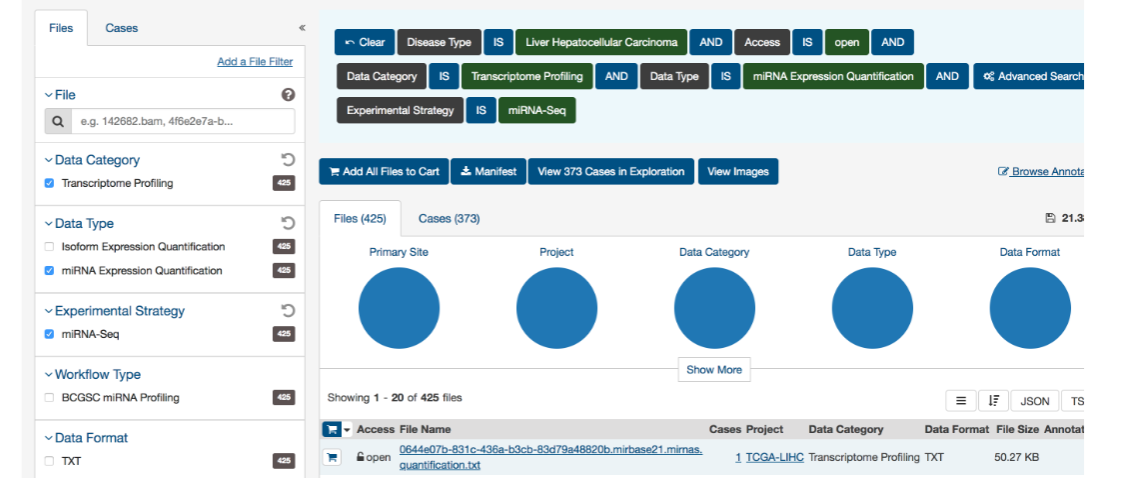 Files Cases «
Add a File Filter
File
e.g. 142682.bam, 4f6e2e7a-b...
Data Category
Transcriptome Profiling 425
Data Type
Isoform Expression Quantification 425
miRNA Expression Quantification 425
Experimental Strategy
miRNA-Seq 425
Workflow Type
BCGSC miRNA Profiling 425
Data Format
TXT 425
Clear Disease Type IS Liver Hepatocellular Carcinoma AND Access IS open AND
Data Category IS Transcriptome Profiling AND Data Type IS miRNA Expression Quantification AND Advanced Search
Experimental Strategy IS miRNA-Seq
Add All Files to Cart Manifest View 373 Cases in Exploration View Images Browse Annota
Files (425) Cases (373) 21.3
Primary Site Project Data Category Data Type Data Format
Show More
Showing 1 - 20 of 425 files JSON TS
Access File Name Cases Project Data Category Data Format File Size Annotat
open 0644e07b-831c-436a-b3cb-83d79a48820b.mirbase21.mirnas. 1 TCGA-LIHC Transcriptome Profiling TXT 50.27 KB
quantification.txt